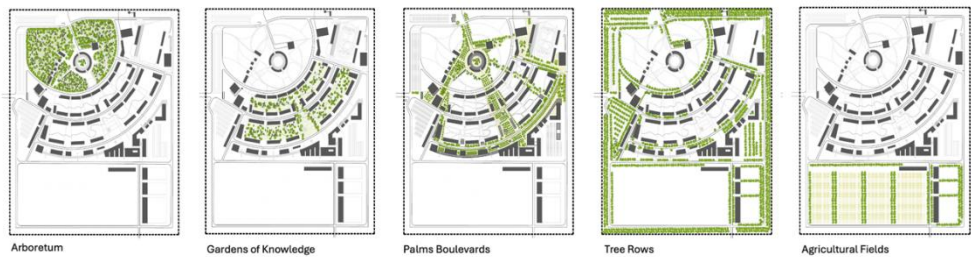 Arboretum
Gardens of Knowledge
Palms Boulevards
Tree Rows
Agricultural Fields